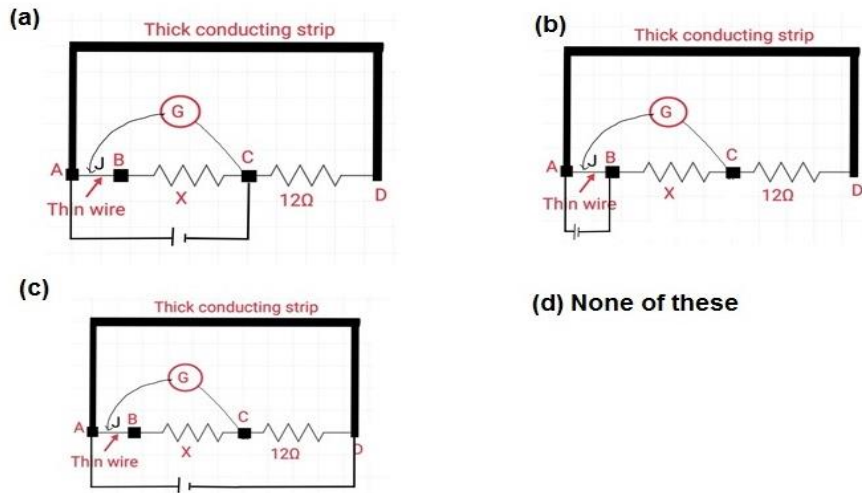 (a)
Thick conducting strip
G
A
J
B
C
Thin wire
X
12Ω
D
(b)
Thick conducting strip
G
A
J
B
C
Thin wire
X
12Ω
D
(c)
Thick conducting strip
G
A
J
B
C
Thin wire
X
12Ω
D
(d) None of these